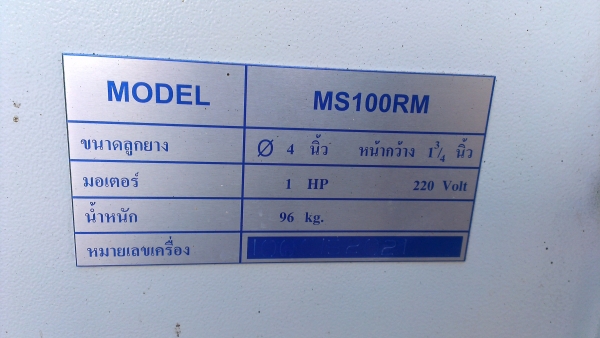 MODEL MS100RM
ขนาดลูกยาง Ø 4 นิ้ว หน้ากว้าง 1 3/4 นิ้ว
มอเตอร์ 1 HP 220 Volt
น้ำหนัก 96 kg.
หมายเลขเครื่อง